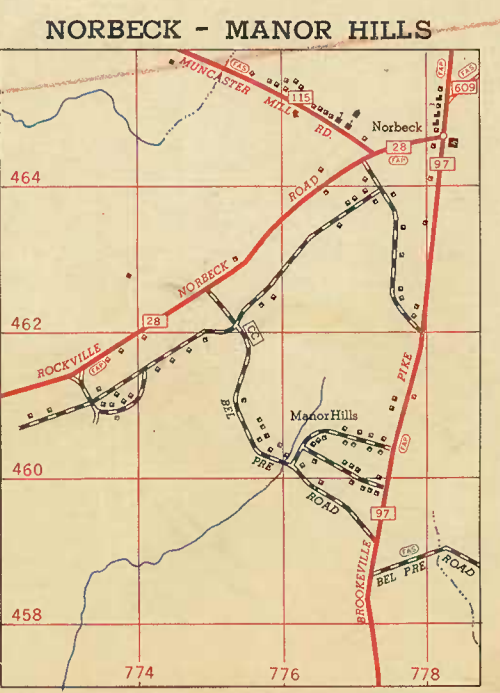 NORBECK - MANOR HILLS
MUNCASTER MILL RD.
FAS
115
FAP
FAS
609
Norbeck
28
FAP
97
464
ROCKVILLE NORBECK ROAD
28
FAP
462
CC
PIKE
BEL PRE ROAD
Manor Hills
FAP
460
97
BROOKEVILLE
FAS
BEL PRE ROAD
458
774
776
778